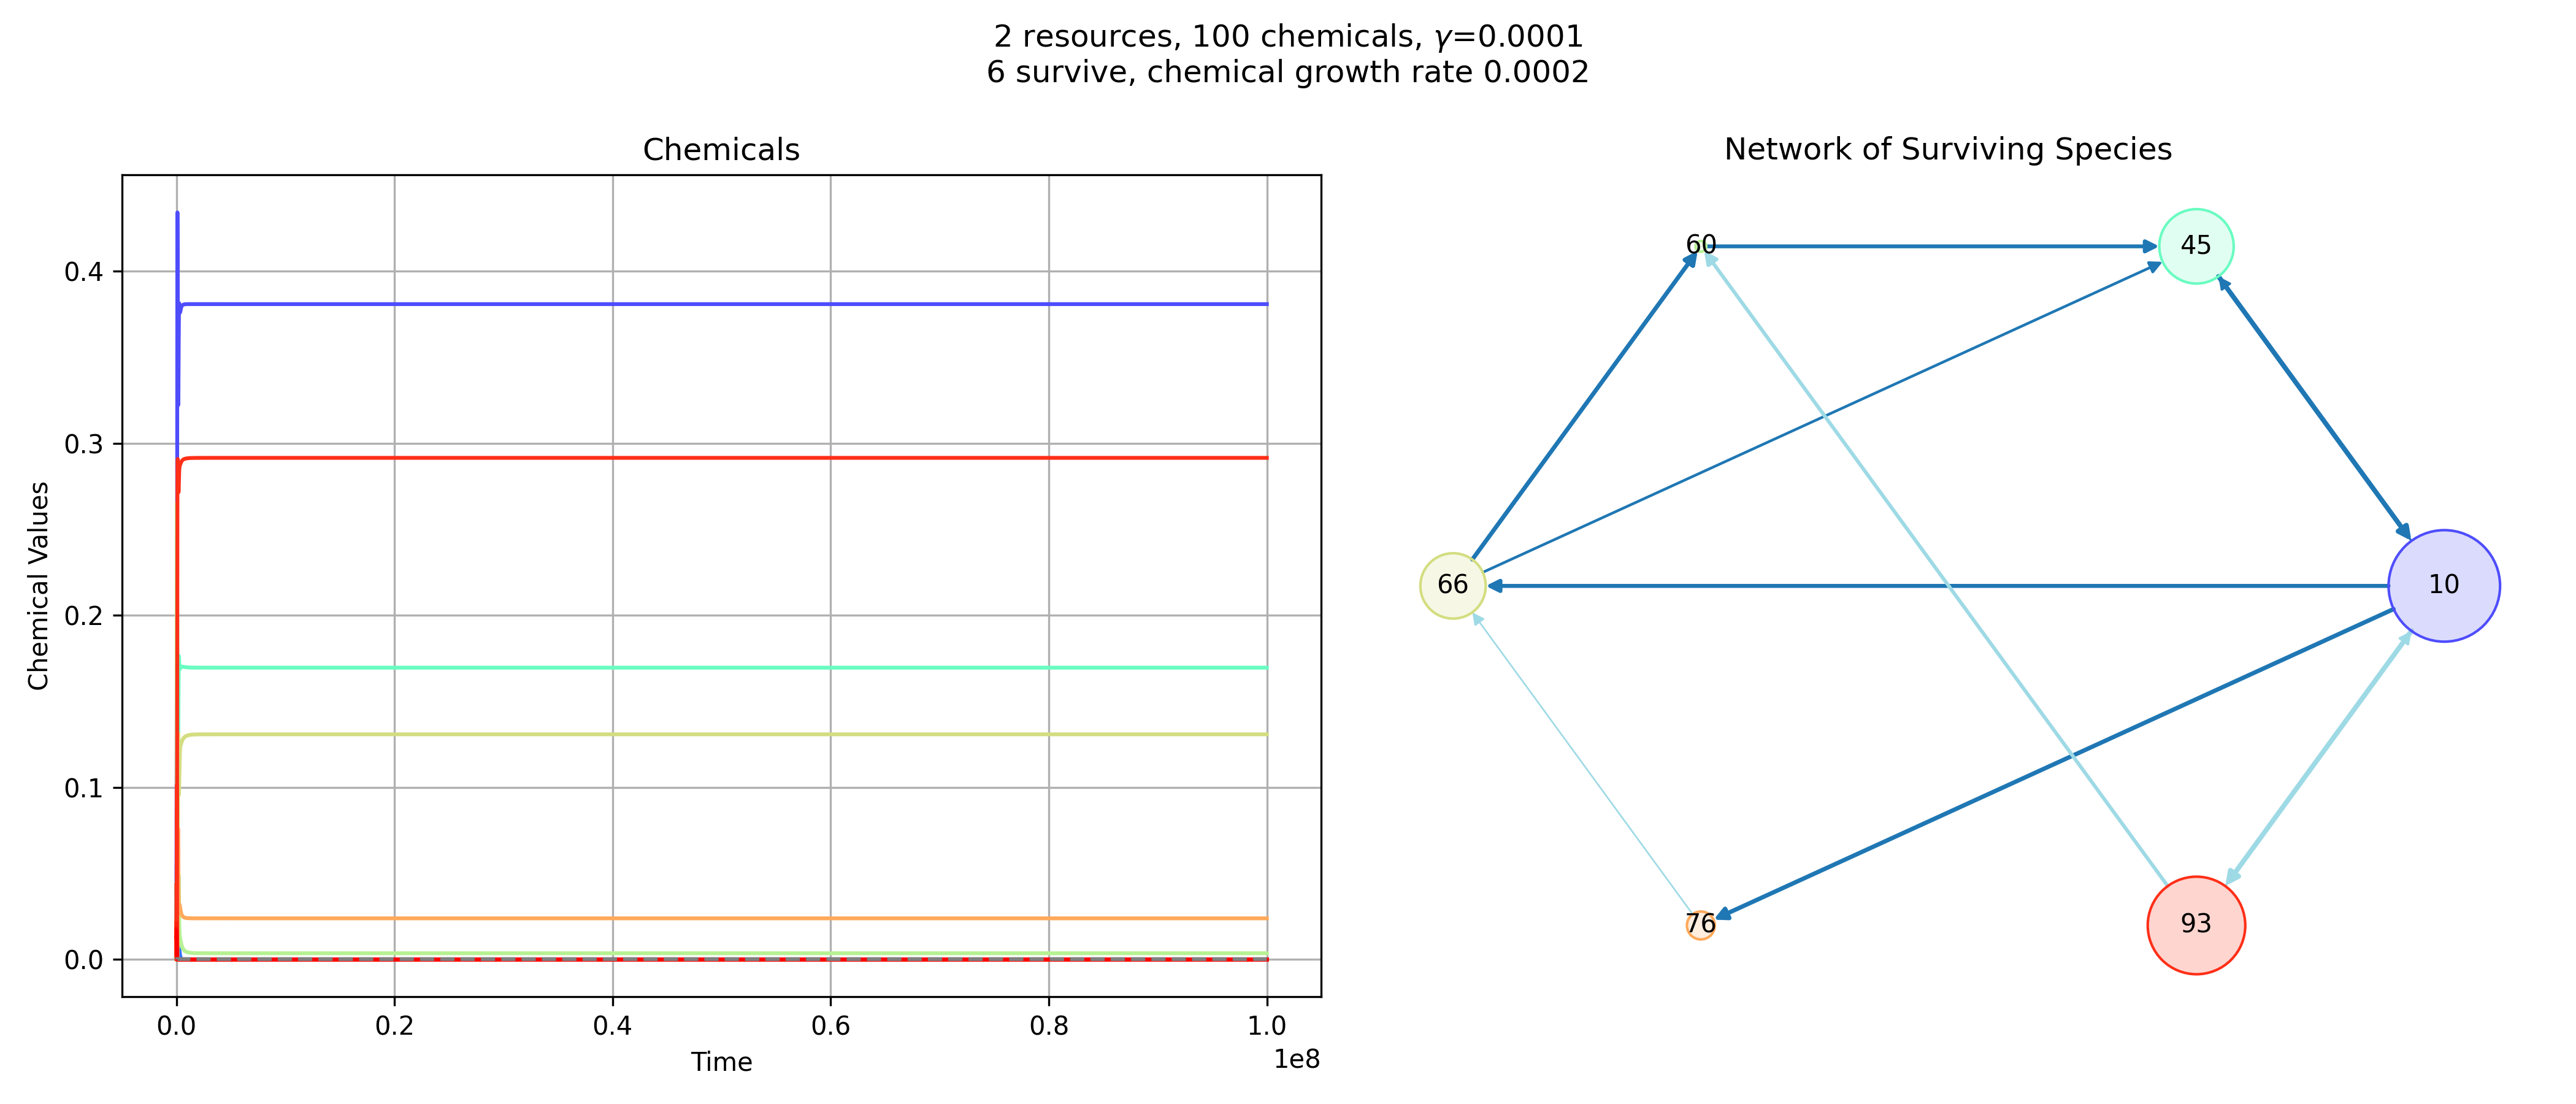 2 resources, 100 chemicals, γ=0.0001
6 survive, chemical growth rate 0.0002
Chemicals
Chemical Values
0.4
0.3
0.2
0.1
0.0
0.0 0.2 0.4 0.6 0.8 1.0
1e8
Time
Network of Surviving Species
60 45
66 10
76 93